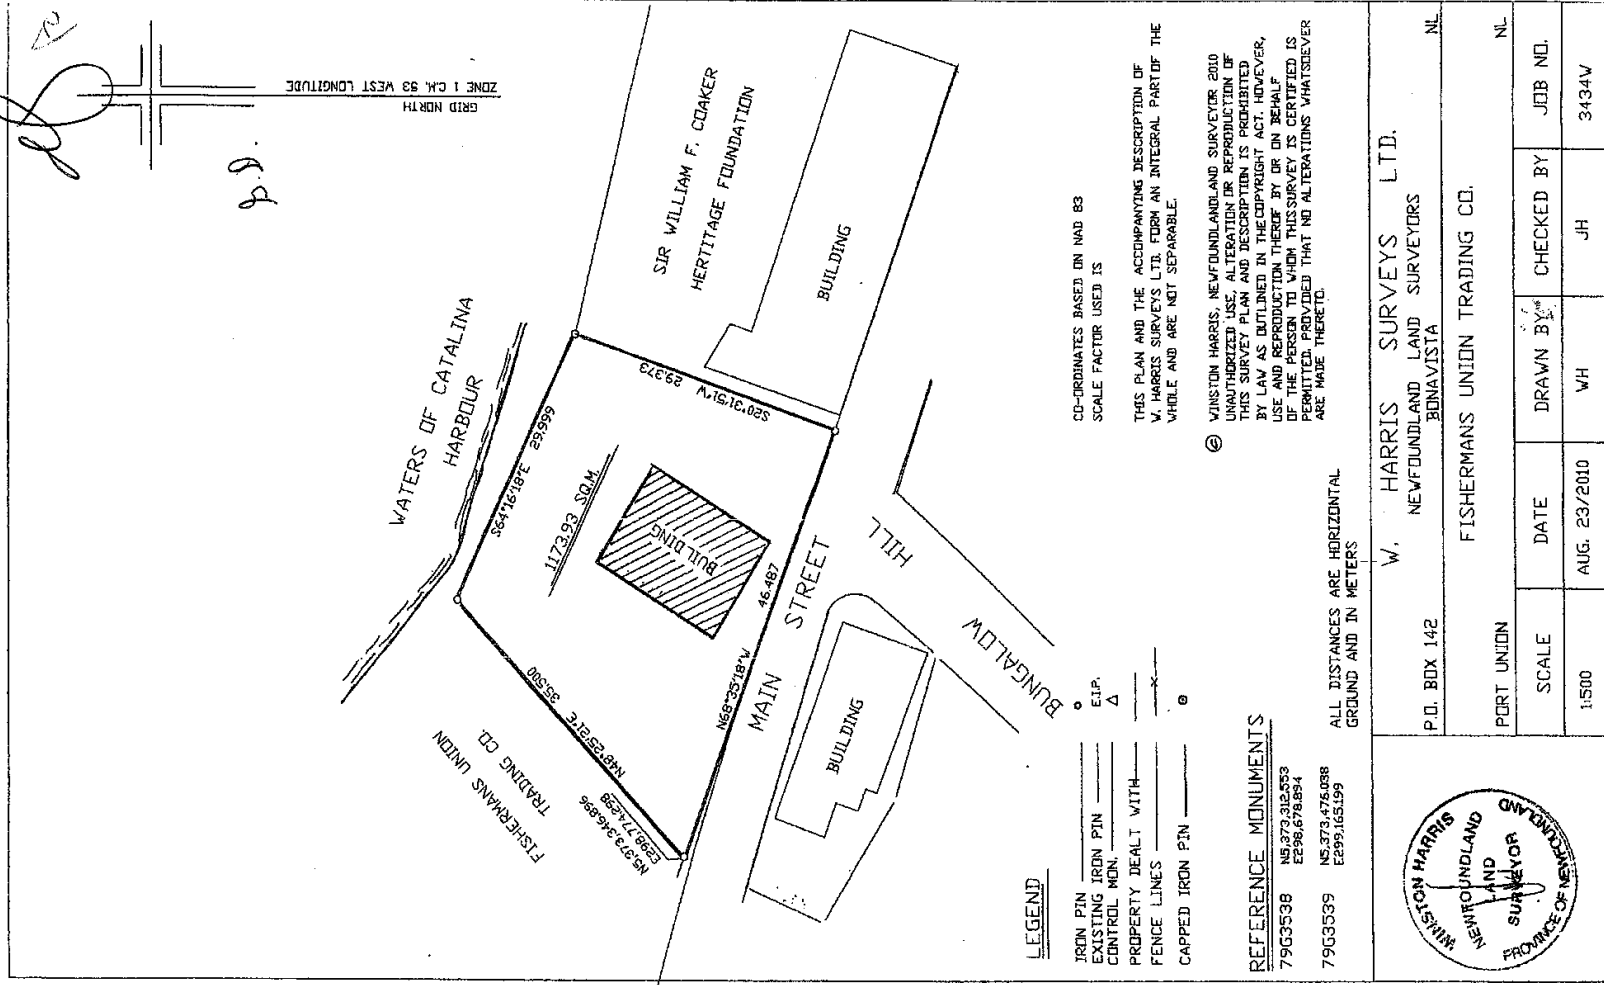 GRID NORTH
ZONE 1 C.M. 53 WEST LONGITUDE
WATERS OF CATALINA
HARBOUR
SIR WILLIAM F. COAKER
HERTITAGE FOUNDATION
FISHERMANS UNION
TRADING CO.
S64°16'18"E 29.999
S20°31'51"W 29.373
N48°25'21"E 35.500
N68°35'18"W 46.487
N5,373,346.896
E298,774.298
1173.93 SQ.M.
BUILDING
BUILDING
BUILDING
MAIN STREET
BUNGALOW HILL
LEGEND
IRON PIN
EXISTING IRON PIN E.I.P.
CONTROL MON.
PROPERTY DEALT WITH
FENCE LINES
CAPPED IRON PIN
REFERENCE MONUMENTS
79G3538 N5,373,312.553
E298,678.894
79G3539 N5,373,476.038
E299,163.199
CO-ORDINATES BASED ON NAD 83
SCALE FACTOR USED IS
THIS PLAN AND THE ACCOMPANYING DESCRIPTION OF
W. HARRIS SURVEYS LTD. FORM AN INTEGRAL PART OF THE
WHOLE AND ARE NOT SEPARABLE.
© WINSTON HARRIS, NEWFOUNDLANDLAND SURVEYOR 2010
UNAUTHORIZED USE, ALTERATION OR REPRODUCTION OF
THIS SURVEY PLAN AND DESCRIPTION IS PROHIBITED
BY LAW AS OUTLINED IN THE COPYRIGHT ACT. HOWEVER,
USE AND REPRODUCTION THEREOF BY OR ON BEHALF
OF THE PERSON TO WHOM THIS SURVEY IS CERTIFIED IS
PERMITTED, PROVIDED THAT NO ALTERATIONS WHATSOEVER
ARE MADE THERETO.
ALL DISTANCES ARE HORIZONTAL
GROUND AND IN METERS
WINSTON HARRIS
NEWFOUNDLAND
LAND
SURVEYOR
PROVINCE OF NEWFOUNDLAND
W. HARRIS SURVEYS LTD.
NEWFOUNDLAND LAND SURVEYORS
P.O. BOX 142 BONAVISTA NL
FISHERMANS UNION TRADING CO.
PORT UNION NL
SCALE DATE DRAWN BY CHECKED BY JOB NO.
1:500 AUG. 23/2010 WH JH 3434W